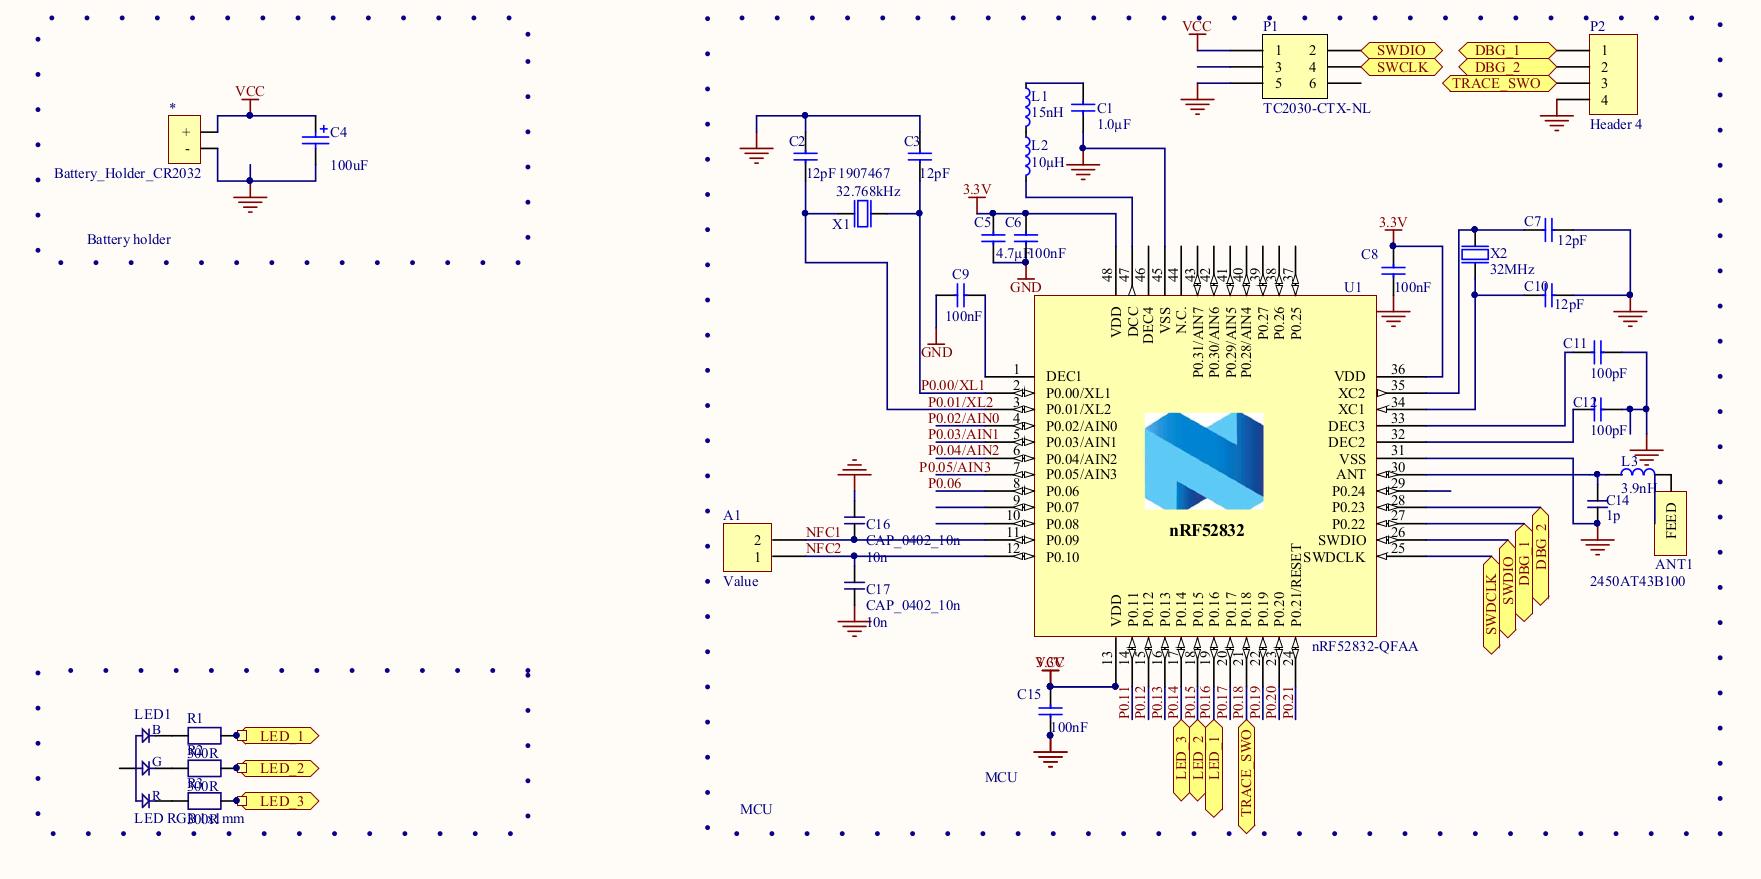 *
VCC
+
-
C4
100uF
Battery_Holder_CR2032
Battery holder
LED1
B
G
R
R1
300R
R2
300R
R3
300R
LED_1
LED_2
LED_3
VCC
P1
1 2
3 4
5 6
TC2030-CTX-NL
SWDIO
SWCLK
DBG_1
DBG_2
TRACE_SWO
P2
1
2
3
4
Header 4
L1
15nH
C1
1.0µF
L2
10µH
C2
12pF
C3
12pF
1907467
32.768kHz
X1
3.3V
C5
4.7µF
C6
100nF
GND
C9
100nF
GND
3.3V
C8
100nF
C7
12pF
X2
32MHz
C10
12pF
C11
100pF
C12
100pF
L3
3.9nH
C14
1p
FEED
ANT1
2450AT43B100
U1
48 47 46 45 44 43 42 41 40 39 38 37
VDD
DCC
DEC4
VSS
N.C.
P0.31/AIN7
P0.30/AIN6
P0.29/AIN5
P0.28/AIN4
P0.27
P0.26
P0.25
1 DEC1
P0.00/XL1 2 P0.00/XL1
P0.01/XL2 3 P0.01/XL2
P0.02/AIN0 4 P0.02/AIN0
P0.03/AIN1 5 P0.03/AIN1
P0.04/AIN2 6 P0.04/AIN2
P0.05/AIN3 7 P0.05/AIN3
P0.06 8 P0.06
9 P0.07
10 P0.08
11 P0.09
12 P0.10
VDD 36
XC2 35
XC1 34
DEC3 33
DEC2 32
VSS 31
ANT 30
P0.24 29
P0.23 28
P0.22 27
SWDIO 26
SWDCLK 25
nRF52832
VDD
P0.11
P0.12
P0.13
P0.14
P0.15
P0.16
P0.17
P0.18
P0.19
P0.20
P0.21/RESET
13 14 15 16 17 18 19 20 21 22 23 24
nRF52832-QFAA
P0.11
P0.12
P0.13
P0.14
P0.15
P0.16
P0.17
P0.18
P0.19
P0.20
P0.21
LED_3
LED_2
LED_1
TRACE_SWO
SWDCLK
SWDIO
DBG_1
DBG_2
A1
2
1
Value
NFC1
NFC2
C16
CAP_0402_10n
10n
C17
CAP_0402_10n
10n
C15
100nF
MCU
MCU